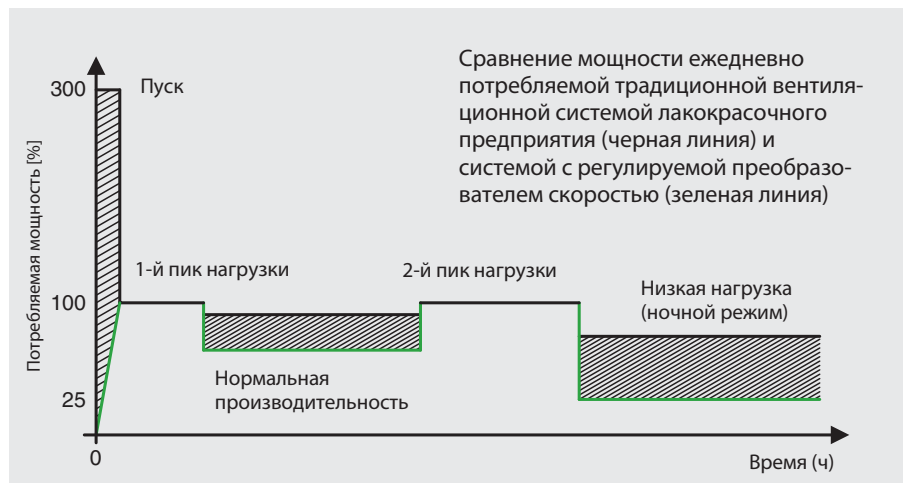 Сравнение мощности ежедневно
потребляемой традиционной вентиля-
ционной системой лакокрасочного
предприятия (черная линия) и
системой с регулируемой преобразо-
вателем скоростью (зеленая линия)
Потребляемая мощность [%]
300
Пуск
1-й пик нагрузки
2-й пик нагрузки
Низкая нагрузка
(ночной режим)
100
Нормальная
производительность
25
0
Время (ч)